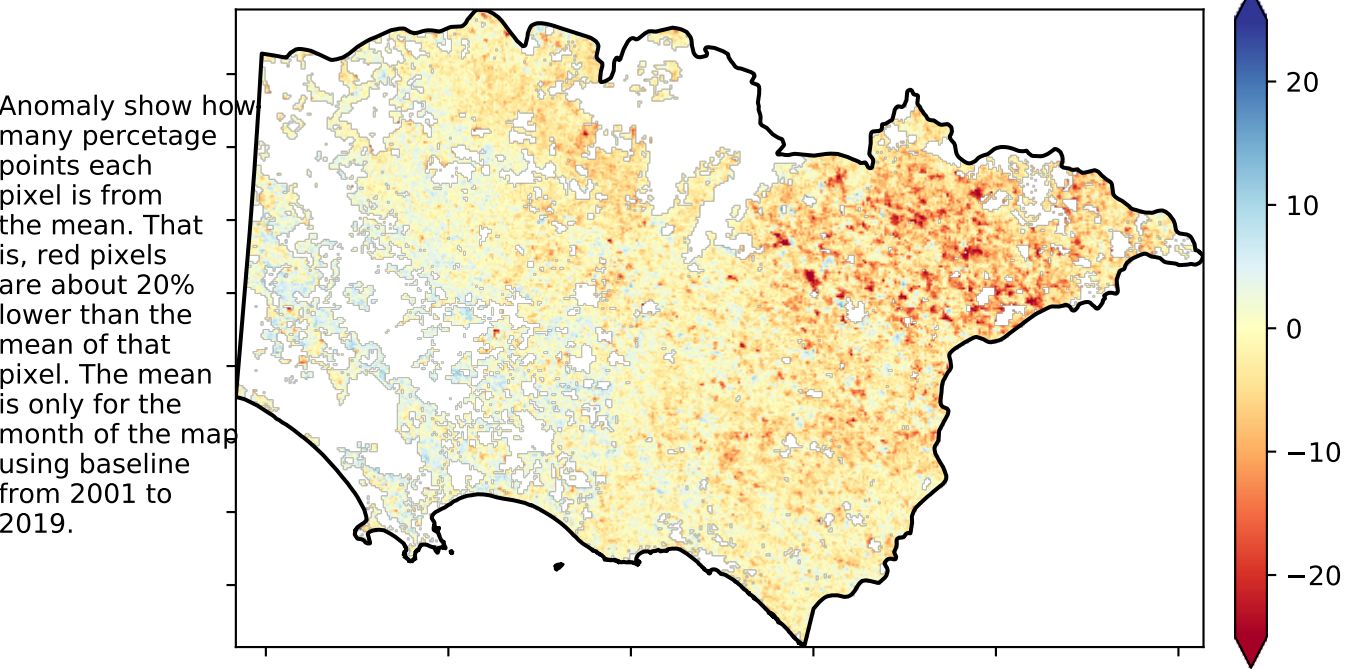 Anomaly show how
many percetage
points each
pixel is from
the mean. That
is, red pixels
are about 20%
lower than the
mean of that
pixel. The mean
is only for the
month of the map
using baseline
from 2001 to
2019.
20
10
0
−10
−20